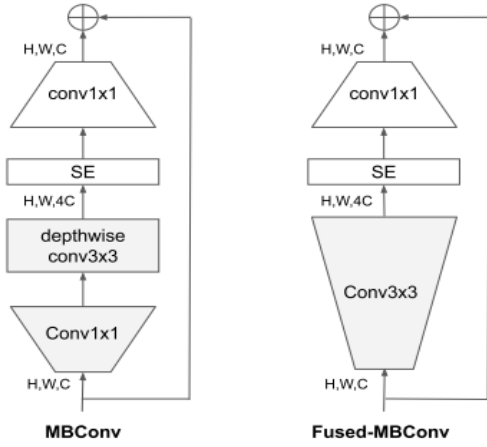 H,W,C
conv1x1
SE
H,W,4C
depthwise
conv3x3
Conv1x1
H,W,C
MBConv
H,W,C
conv1x1
SE
H,W,4C
Conv3x3
H,W,C
Fused-MBConv